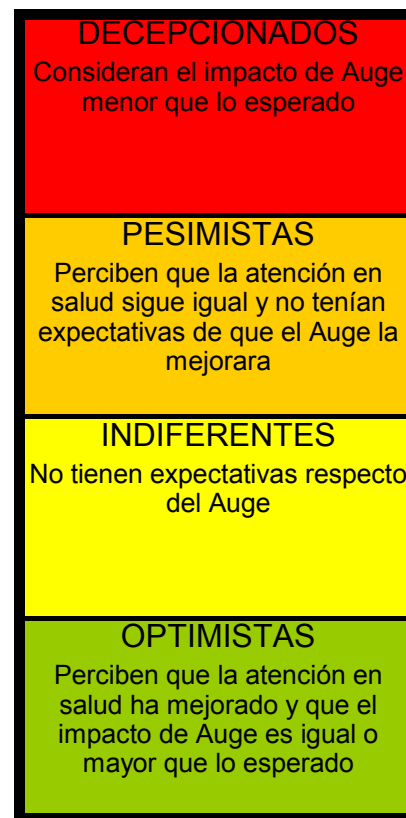 DECEPCIONADOS
Consideran el impacto de Auge
menor que lo esperado
PESIMISTAS
Perciben que la atención en
salud sigue igual y no tenían
expectativas de que el Auge la
mejorara
INDIFERENTES
No tienen expectativas respecto
del Auge
OPTIMISTAS
Perciben que la atención en
salud ha mejorado y que el
impacto de Auge es igual o
mayor que lo esperado